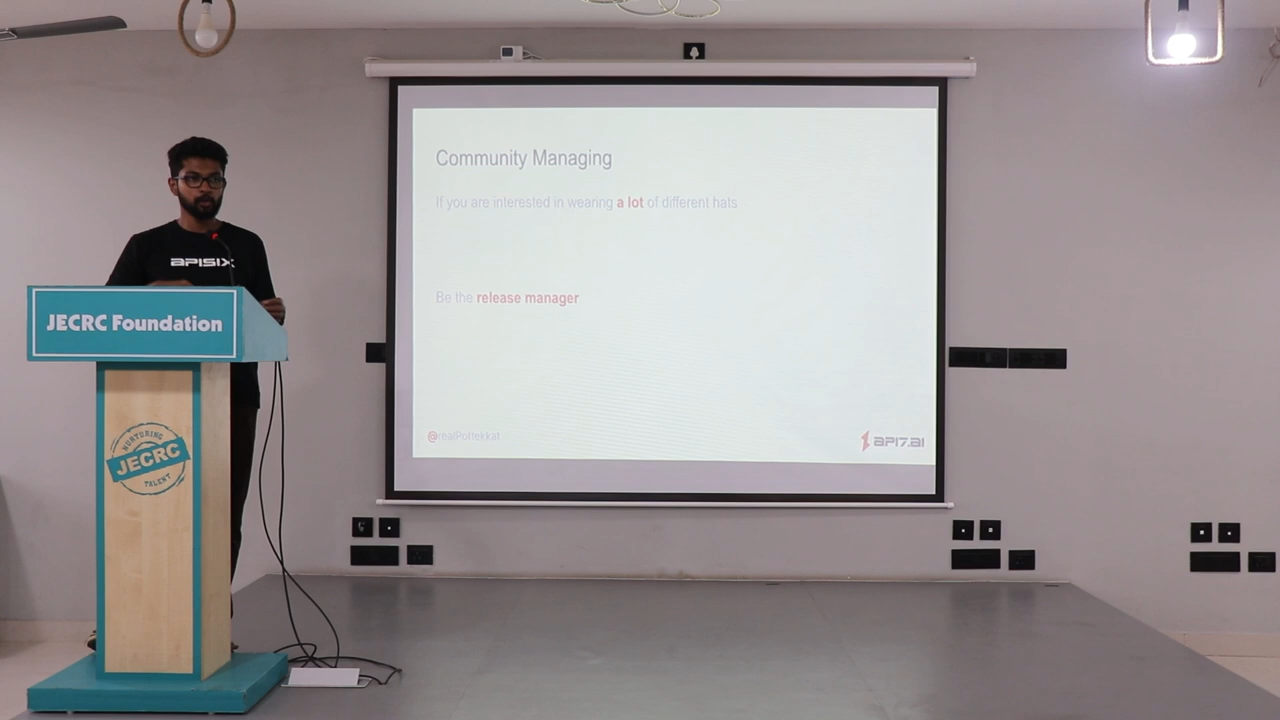 Community Managing
If you are interested in wearing a lot of different hats
Be the release manager
@realPottekkat
API7.AI
APISIX
JECRC Foundation
NURTURING
JECRC
TALENT